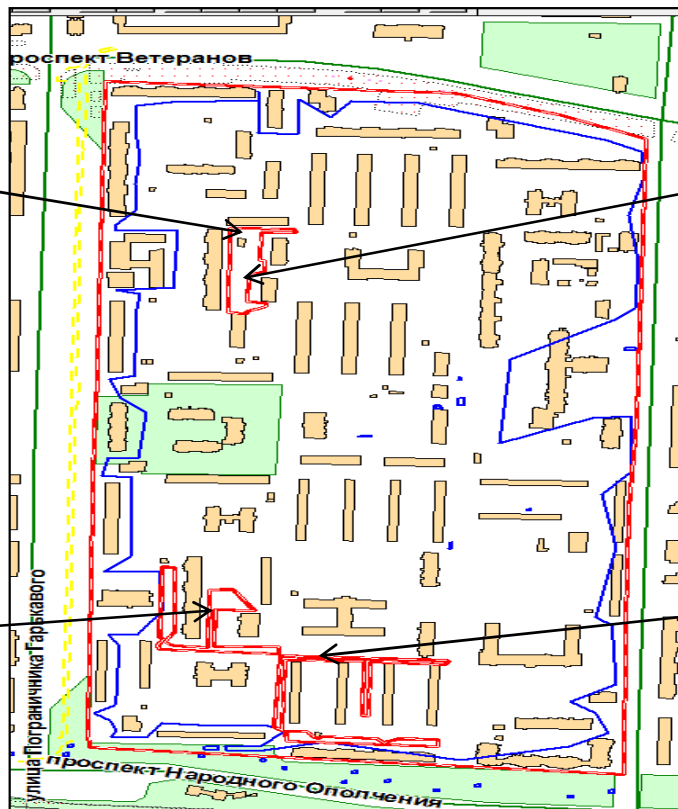 роспект Ветеранов
улица Пограничника Гарькавого
проспект Народного Ополчения